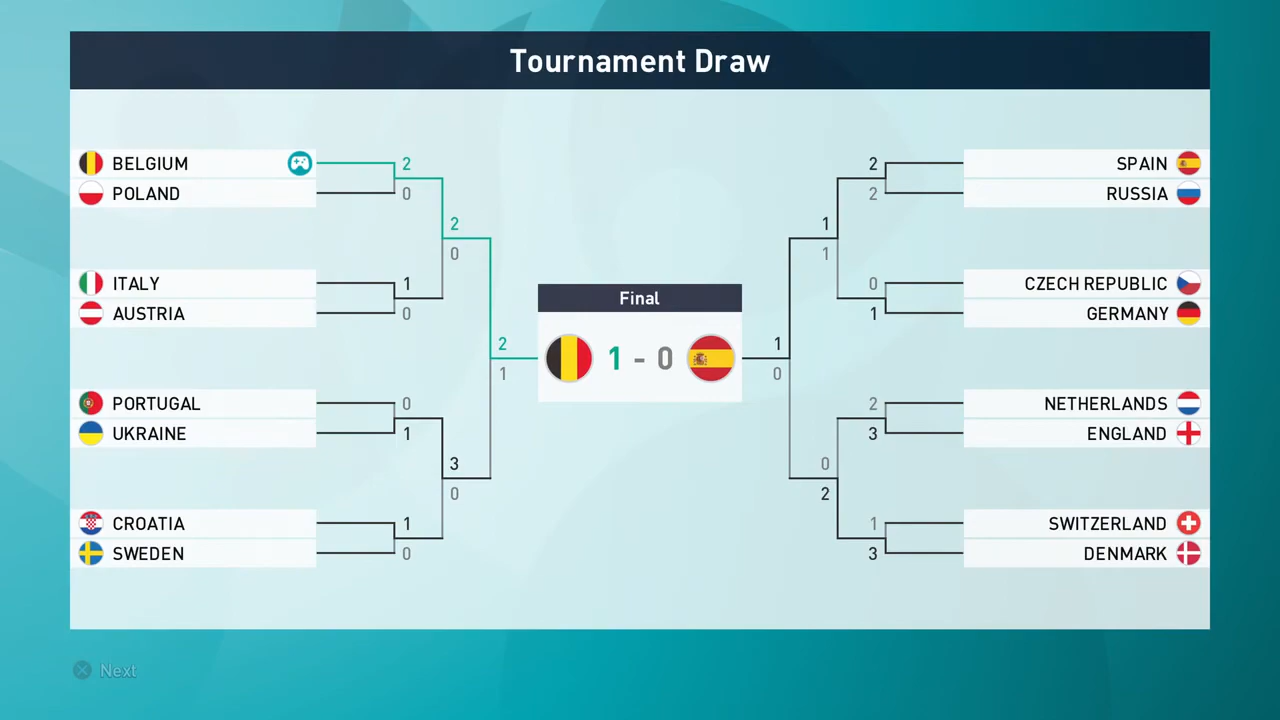 Tournament Draw
BELGIUM 2
POLAND 0
2
0
ITALY 1
AUSTRIA 0
2
1
PORTUGAL 0
UKRAINE 1
3
0
CROATIA 1
SWEDEN 0
Final
1 - 0
2 SPAIN
2 RUSSIA
1
1
0 CZECH REPUBLIC
1 GERMANY
1
0
2 NETHERLANDS
3 ENGLAND
0
2
1 SWITZERLAND
3 DENMARK
Next